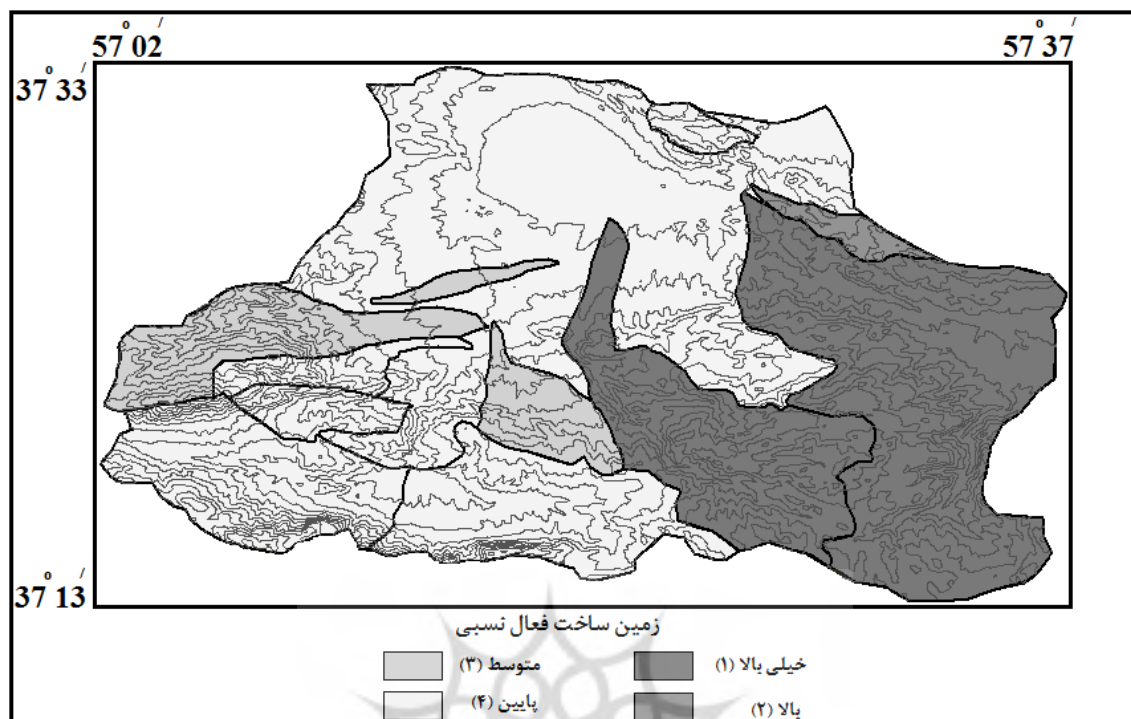 57° 02′
57° 37′
37° 33′
37° 13′
زمین ساخت فعال نسبی
خیلی بالا (۱)
متوسط (۳)
بالا (۲)
پایین (۴)